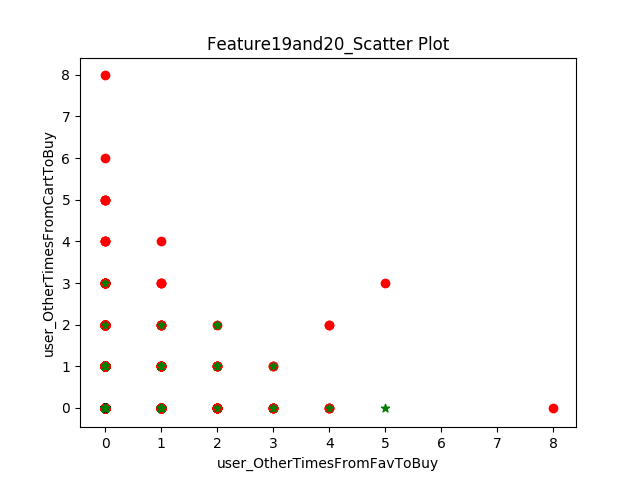 Feature19and20_Scatter Plot
8
7
6
5
4
3
2
1
0
user_OtherTimesFromCartToBuy
0 1 2 3 4 5 6 7 8
user_OtherTimesFromFavToBuy